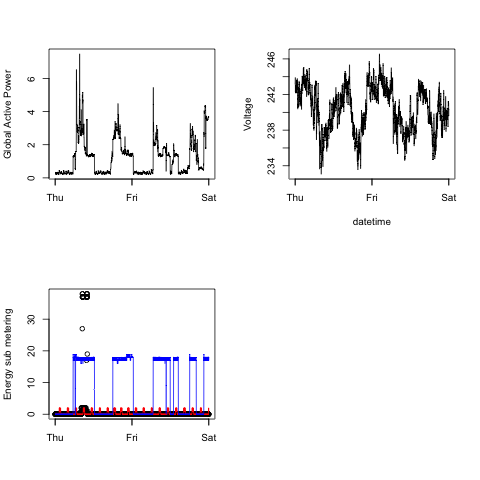 Global Active Power
0 2 4 6
Thu Fri Sat
Voltage
234 238 242 246
Thu Fri Sat
datetime
Energy sub metering
0 10 20 30
Thu Fri Sat